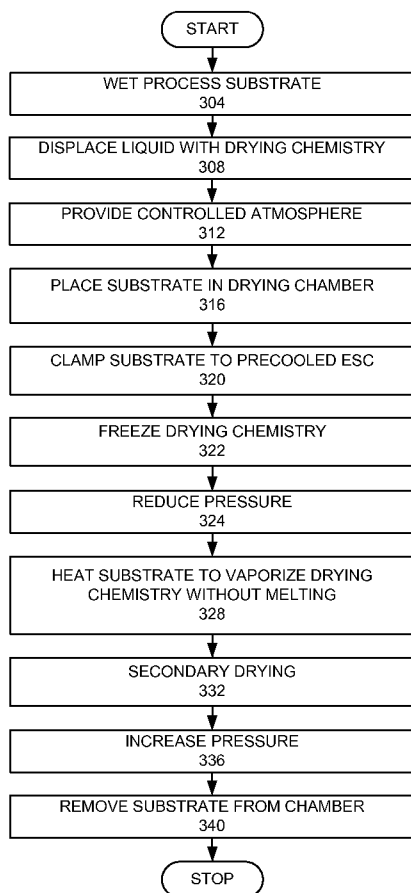 START
WET PROCESS SUBSTRATE
304
DISPLACE LIQUID WITH DRYING CHEMISTRY
308
PROVIDE CONTROLLED ATMOSPHERE
312
PLACE SUBSTRATE IN DRYING CHAMBER
316
CLAMP SUBSTRATE TO PRECOOLED ESC
320
FREEZE DRYING CHEMISTRY
322
REDUCE PRESSURE
324
HEAT SUBSTRATE TO VAPORIZE DRYING
CHEMISTRY WITHOUT MELTING
328
SECONDARY DRYING
332
INCREASE PRESSURE
336
REMOVE SUBSTRATE FROM CHAMBER
340
STOP